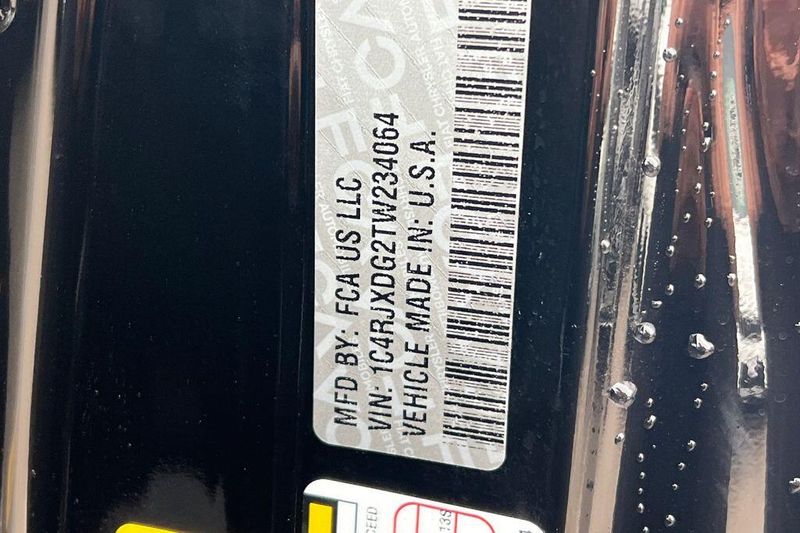 MFD BY: FCA US LLC
VIN: 1C4RJXDG2TW234064
VEHICLE MADE IN: U.S.A.